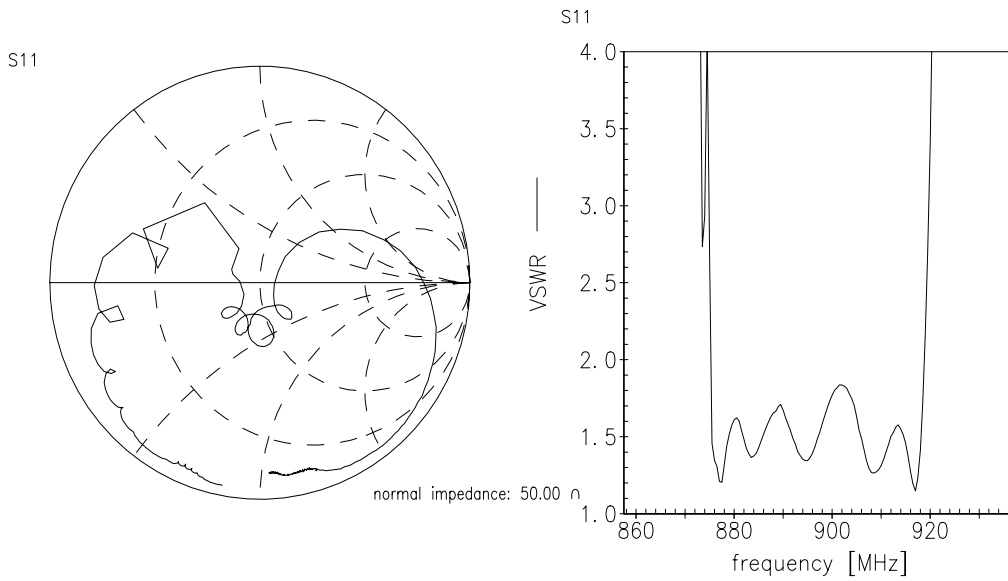 S11
S11
4.0
3.5
3.0
2.5
2.0
1.5
1.0
VSWR
860
880
900
920
frequency [MHz]
normal impedance: 50.00 Ω